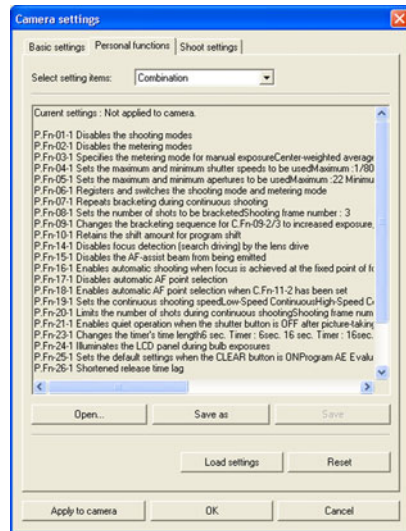 Camera settings
Basic settings Personal functions Shoot settings
Select setting items: Combination
Current settings : Not applied to camera.
P.Fn-01-1 Disables the shooting modes
P.Fn-02-1 Disables the metering modes
P.Fn-03-1 Specifies the metering mode for manual exposureCenter-weighted average
P.Fn-04-1 Sets the maximum and minimum shutter speeds to be usedMaximum :1/80
P.Fn-05-1 Sets the maximum and minimum apertures to be usedMaximum :22 Minimu
P.Fn-06-1 Registers and switches the shooting mode and metering mode
P.Fn-07-1 Repeats bracketing during continuous shooting
P.Fn-08-1 Sets the number of shots to be bracketedShooting frame number : 3
P.Fn-09-1 Changes the bracketing sequence for C.Fn-09-2/3 to increased exposure,
P.Fn-10-1 Retains the shift amount for program shift
P.Fn-14-1 Disables focus detection (search driving) by the lens drive
P.Fn-15-1 Disables the AF-assist beam from being emitted
P.Fn-16-1 Enables automatic shooting when focus is achieved at the fixed point of fo
P.Fn-17-1 Disables automatic AF point selection
P.Fn-18-1 Enables automatic AF point selection when C.Fn-11-2 has been set
P.Fn-19-1 Sets the continuous shooting speedLow-Speed ContinuousHigh-Speed Co
P.Fn-20-1 Limits the number of shots during continuous shootingShooting frame num
P.Fn-21-1 Enables quiet operation when the shutter button is OFF after picture-taking
P.Fn-23-1 Changes the timer's time length6 sec. Timer : 6sec. 16 sec. Timer : 16sec.
P.Fn-24-1 Illuminates the LCD panel during bulb exposures
P.Fn-25-1 Sets the default settings when the CLEAR button is ONProgram AE Evalu
P.Fn-26-1 Shortened release time lag
Open... Save as Save
Load settings Reset
Apply to camera OK Cancel